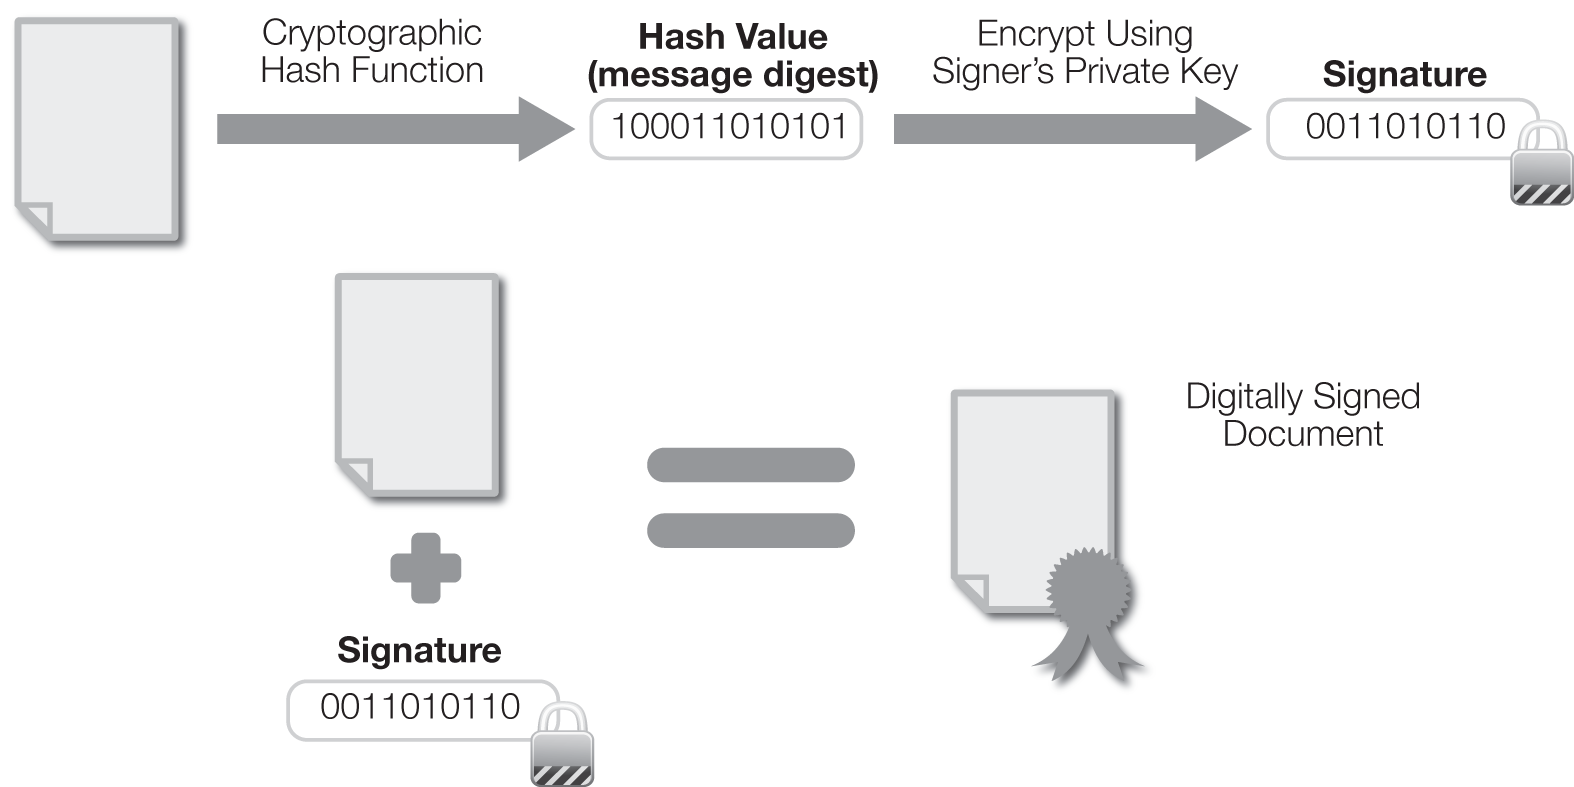 Cryptographic
Hash Function
Hash Value
(message digest)
100011010101
Encrypt Using
Signer’s Private Key
Signature
0011010110
Digitally Signed
Document
Signature
0011010110